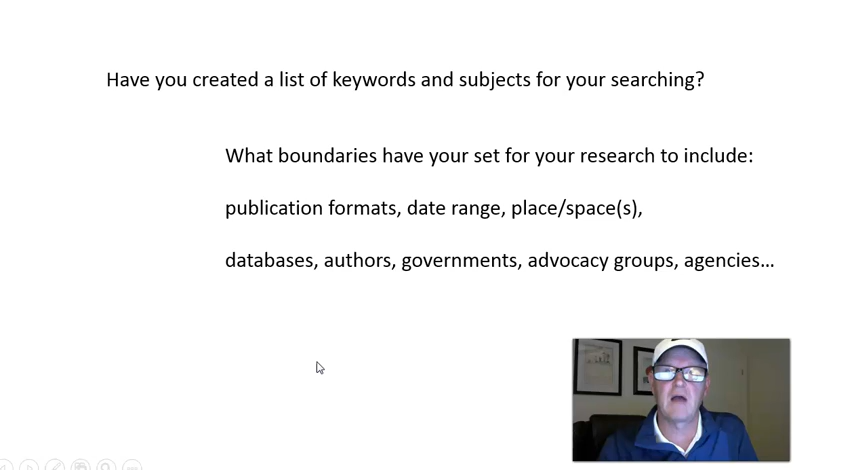 Have you created a list of keywords and subjects for your searching?
What boundaries have your set for your research to include:
publication formats, date range, place/space(s),
databases, authors, governments, advocacy groups, agencies...